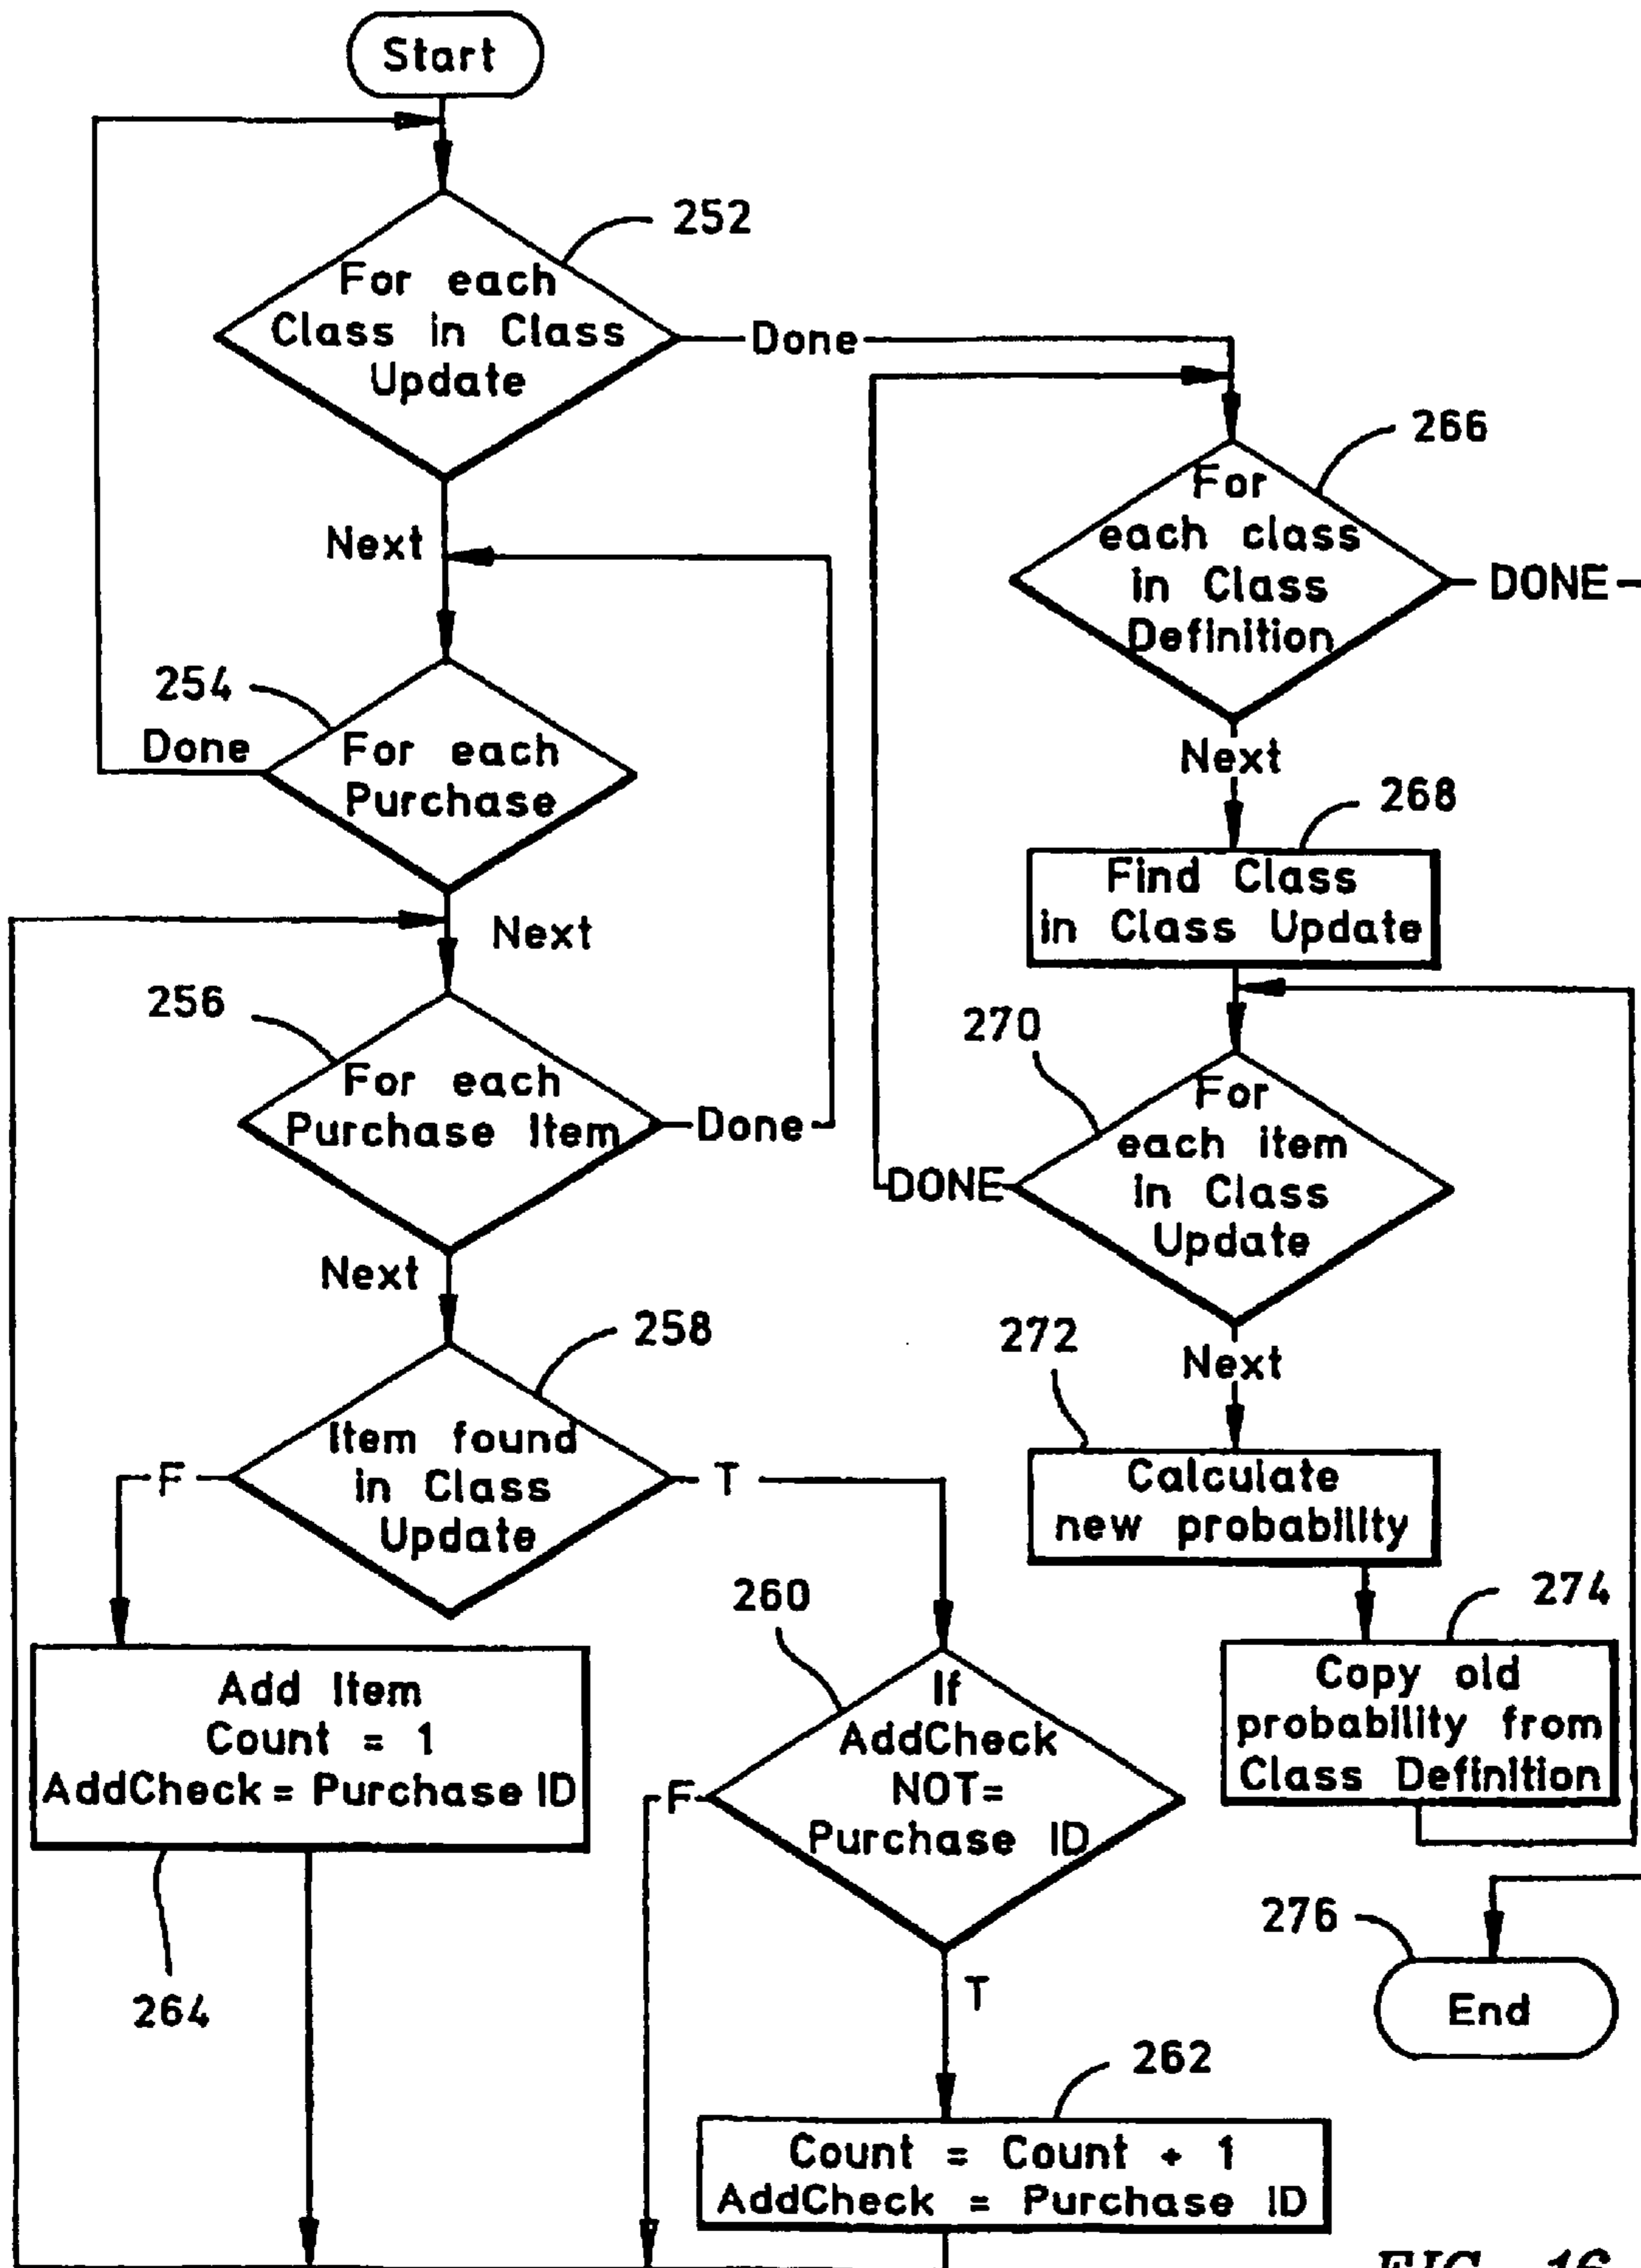 Start
252
For each
Class in Class
Update
Done
Next
266
For
each class
in Class
Definition
DONE
254
Done
For each
Purchase
Next
Next
268
Find Class
in Class Update
256
For each
Purchase Item
Done
270
For
each item
in Class
Update
DONE
Next
258
Item found
in Class
Update
F
T
272
Next
Calculate
new probability
274
Copy old
probability from
Class Definition
Add Item
Count = 1
AddCheck = Purchase ID
264
260
If
AddCheck
NOT=
Purchase ID
F
T
276
End
262
Count = Count + 1
AddCheck = Purchase ID
FIG. 16